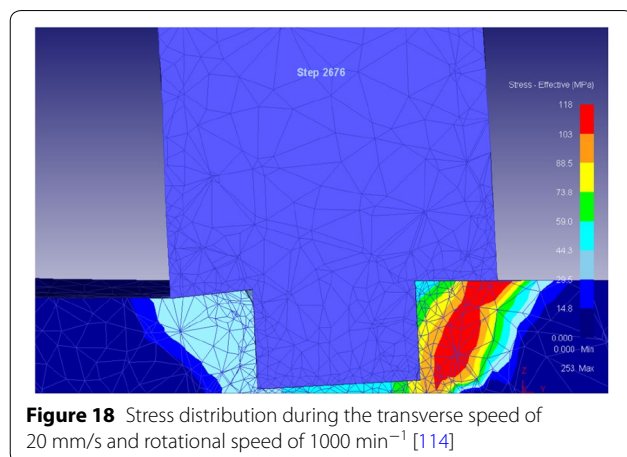 Step 2676
Stress - Effective (MPa)
118
103
88.5
73.8
59.0
44.3
29.5
14.8
0.000
0.000 Min
253 Max
Z
Y
Figure 18 Stress distribution during the transverse speed of
20 mm/s and rotational speed of 1000 min⁻¹ [114]